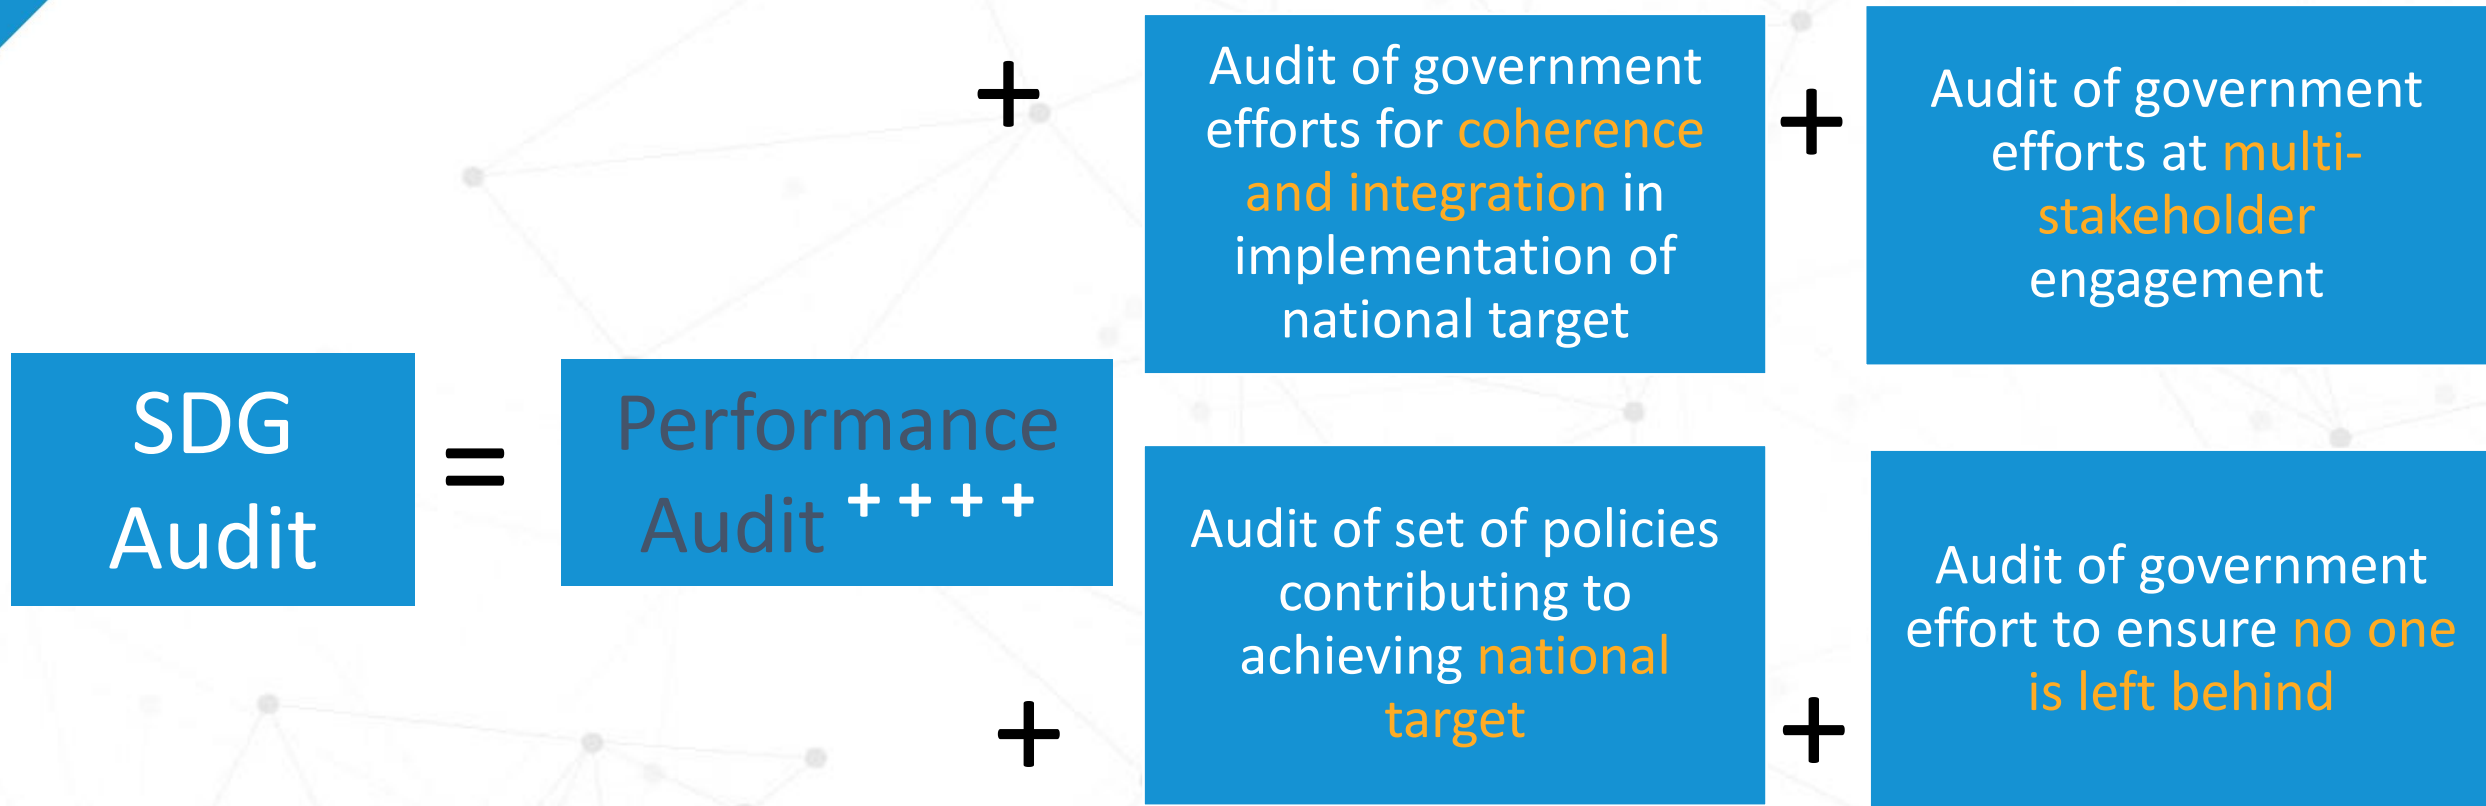 SDG
Audit
=
Performance
Audit ++++
+
Audit of government
efforts for coherence
and integration in
implementation of
national target
+
Audit of government
efforts at multi-
stakeholder
engagement
+
Audit of set of policies
contributing to
achieving national
target
+
Audit of government
effort to ensure no one
is left behind